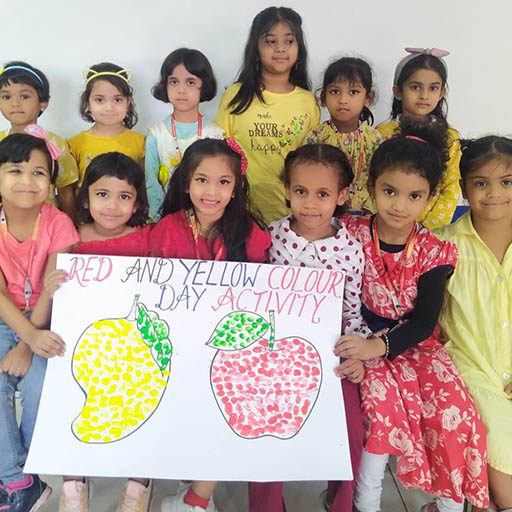 make
YOUR
DREAMS
happen
RED AND YELLOW COLOUR
DAY ACTIVITY